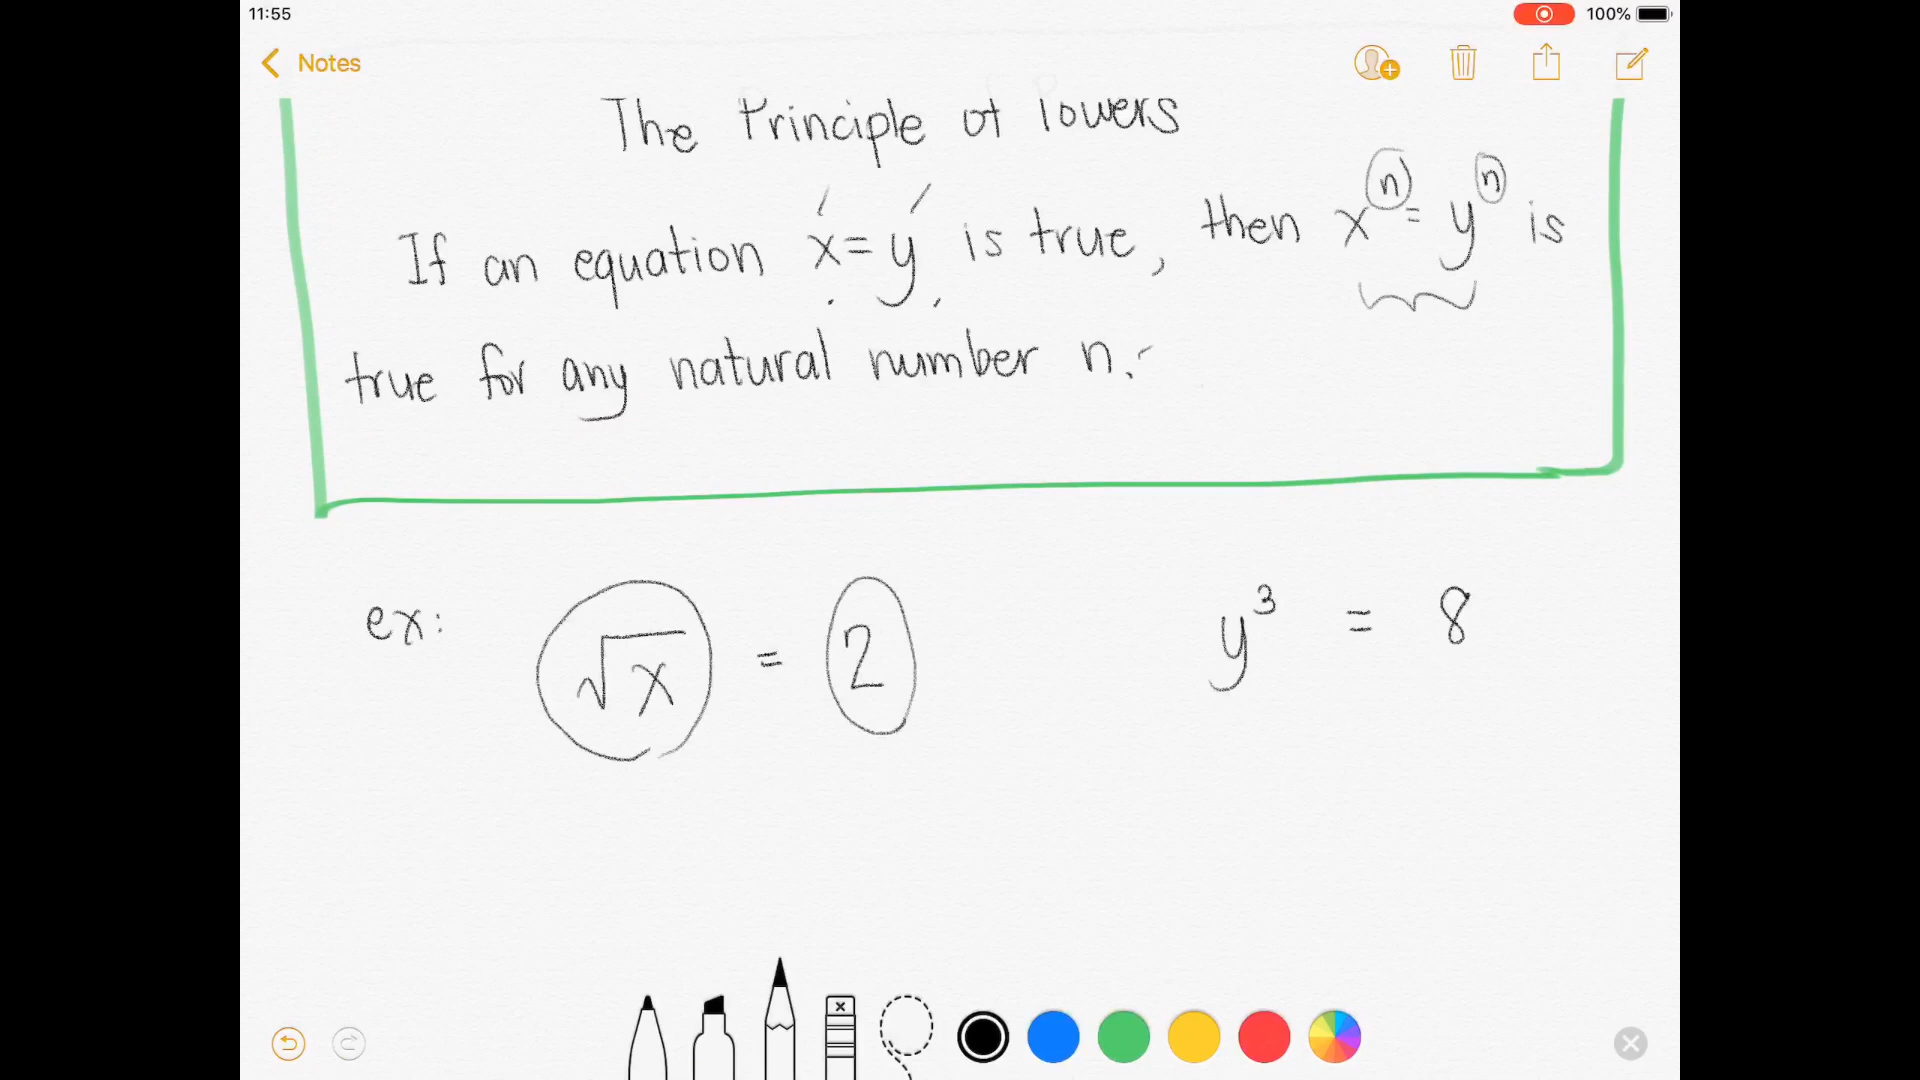 11:55
100%
Notes
The Principle of Powers
If an equation x=y is true, then xⁿ = yⁿ is
true for any natural number n.
ex: √x = 2 y³ = 8